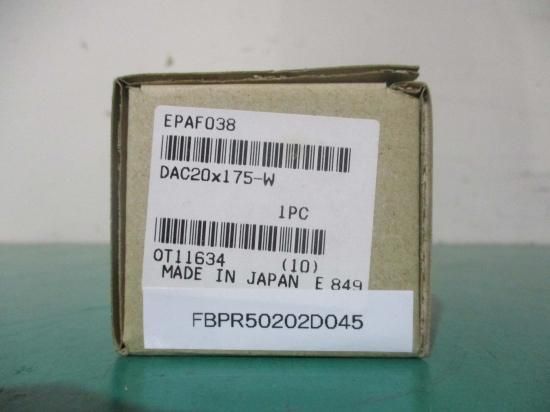 EPAF038
DAC20x175-W
1PC
OT11634 (10)
MADE IN JAPAN E 849
FBPR50202D045